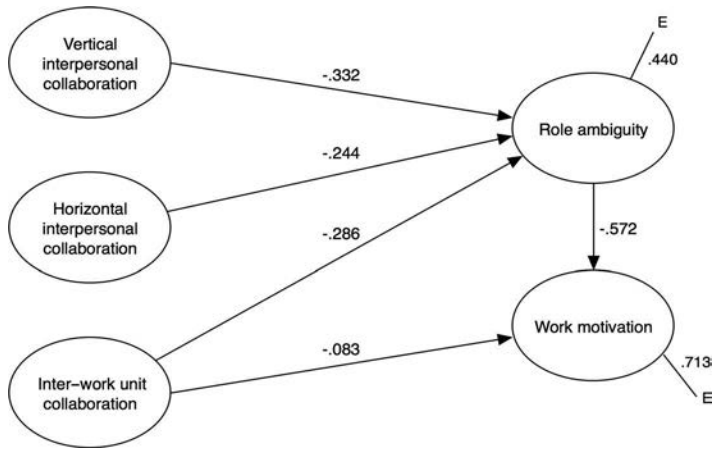 Vertical
interpersonal
collaboration
-.332
E
.440
Role ambiguity
-.244
Horizontal
interpersonal
collaboration
-.286
-.572
Work motivation
-.083
.713
E
Inter–work unit
collaboration